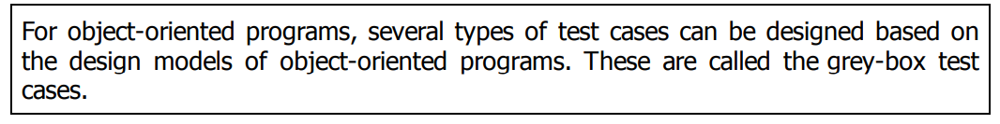 For object-oriented programs, several types of test cases can be designed based on
the design models of object-oriented programs. These are called the grey-box test
cases.